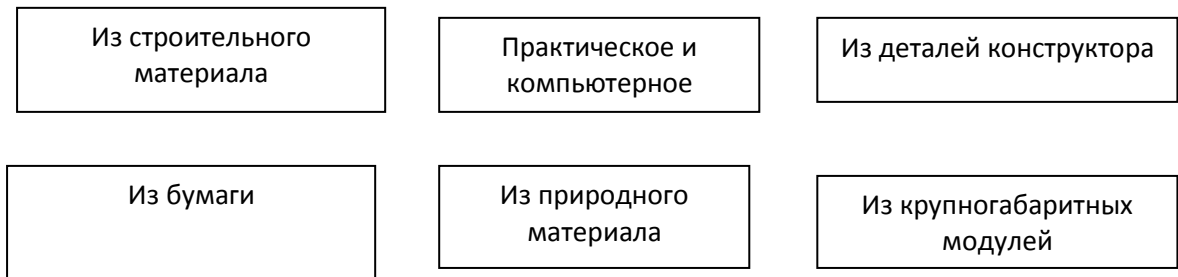 Из строительного
материала
Практическое и
компьютерное
Из деталей конструктора
Из бумаги
Из природного
материала
Из крупногабаритных
модулей